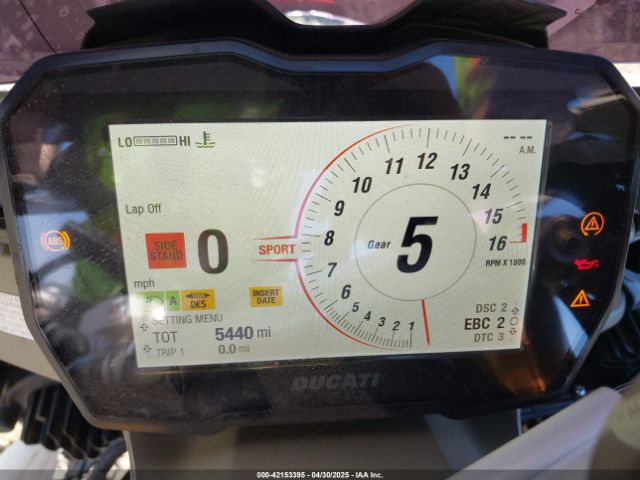 LO HI
-- --
A.M.
Lap Off
SIDE
STAND
0
mph
SPORT
Gear 5
1 2 3 4 5 6 7 8 9 10 11 12 13 14 15 16
RPM X 1000
ABS
A
DES
INSERT
DATE
SETTING MENU
TOT 5440 mi
TRIP 1 0.0 mi
DSC 2
EBC 2
DTC 3
DUCATI
000-42153395 - 04/30/2025 - IAA Inc.